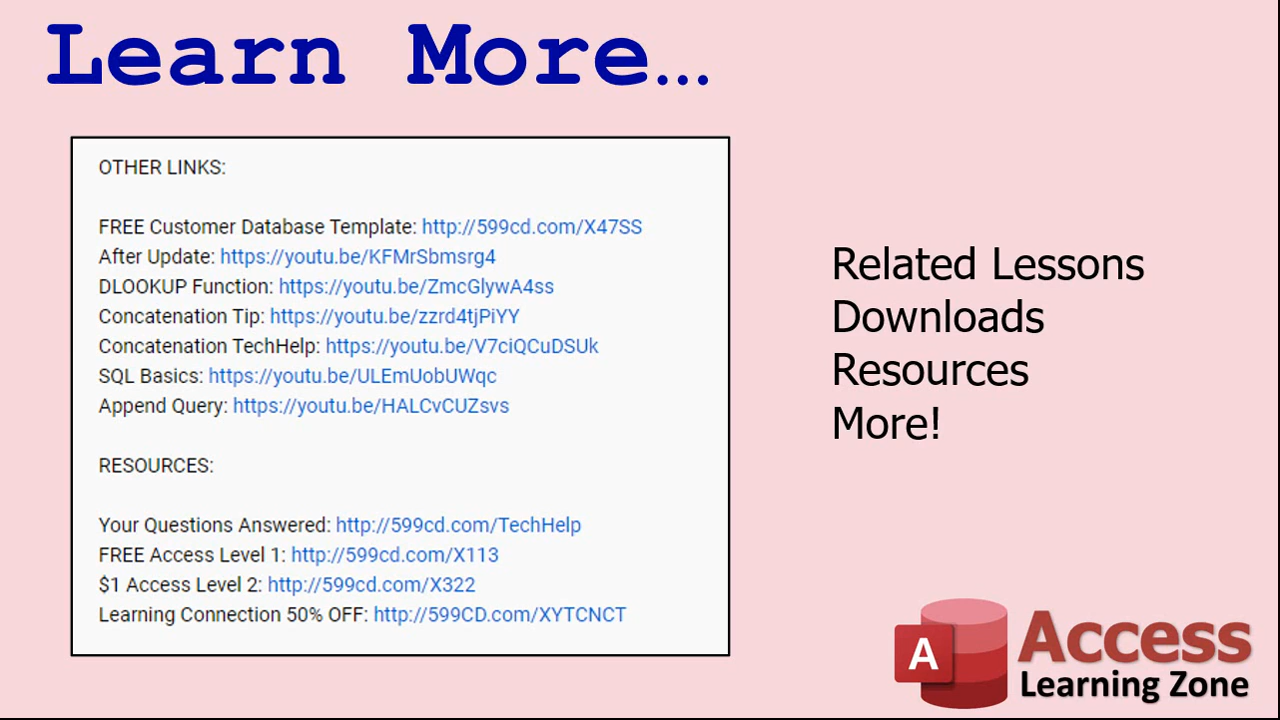 Learn More...
OTHER LINKS:
FREE Customer Database Template: http://599cd.com/X47SS
After Update: https://youtu.be/KFMrSbmsrg4
DLOOKUP Function: https://youtu.be/ZmcGlywA4ss
Concatenation Tip: https://youtu.be/zzrd4tjPiYY
Concatenation TechHelp: https://youtu.be/V7ciQCuDSUk
SQL Basics: https://youtu.be/ULEmUobUWqc
Append Query: https://youtu.be/HALCvCUZsvs
RESOURCES:
Your Questions Answered: http://599cd.com/TechHelp
FREE Access Level 1: http://599cd.com/X113
$1 Access Level 2: http://599cd.com/X322
Learning Connection 50% OFF: http://599CD.com/XYTCNCT
Related Lessons
Downloads
Resources
More!
A
Access
Learning Zone